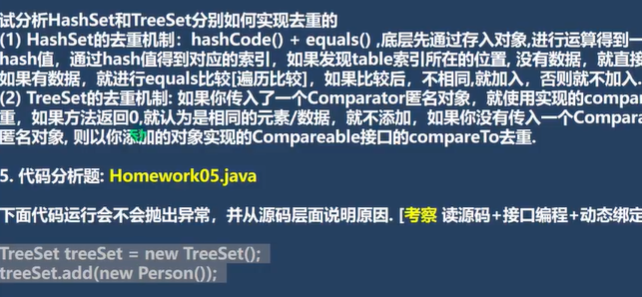 试分析HashSet和TreeSet分别如何实现去重的
(1) HashSet的去重机制：hashCode() + equals() ,底层先通过存入对象,进行运算得到一
hash值，通过hash值得到对应的索引，如果发现table索引所在的位置, 没有数据，就直接
如果有数据，就进行equals比较[遍历比较]，如果比较后，不相同,就加入，否则就不加入.
(2) TreeSet的去重机制: 如果你传入了一个Comparator匿名对象，就使用实现的compar
重，如果方法返回0,就认为是相同的元素/数据，就不添加，如果你没有传入一个Compara
匿名对象, 则以你添加的对象实现的Compareable接口的compareTo去重.
5. 代码分析题: Homework05.java
下面代码运行会不会抛出异常，并从源码层面说明原因. [考察 读源码+接口编程+动态绑定
TreeSet treeSet = new TreeSet();
treeSet.add(new Person());